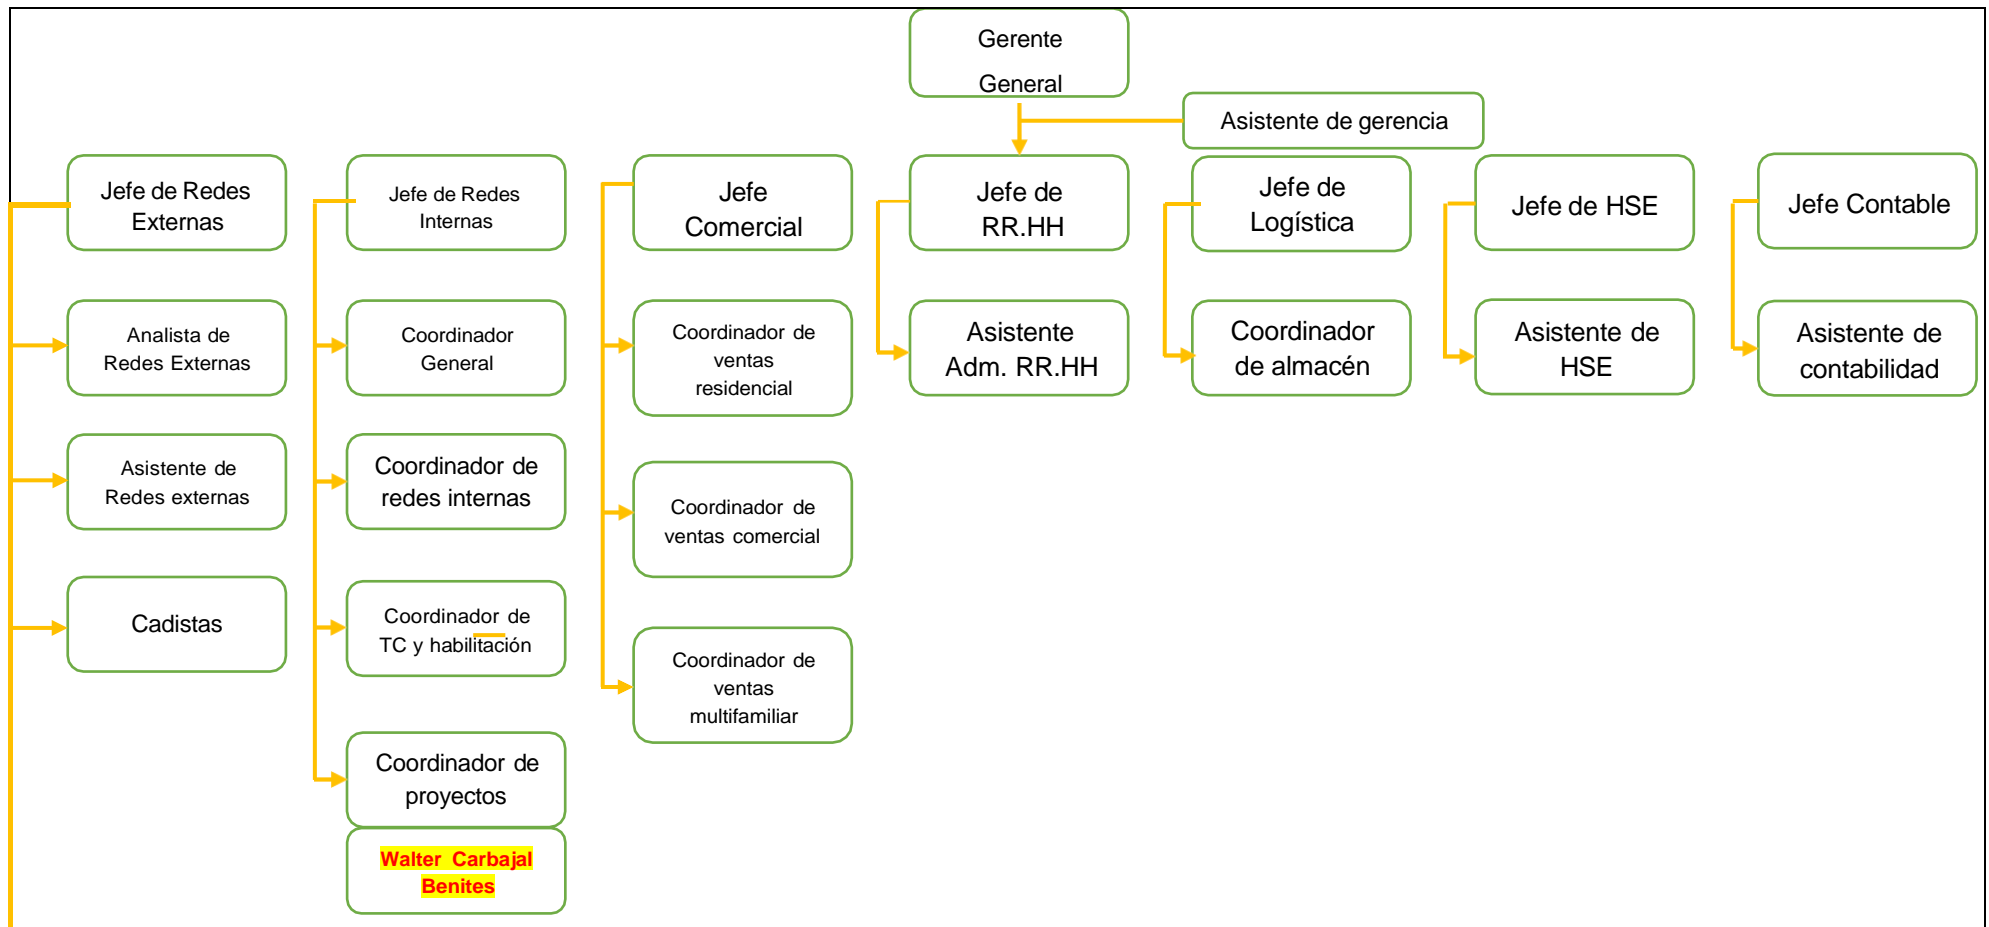 Gerente
General
Asistente de gerencia
Jefe de Redes
Externas
Jefe de Redes
Internas
Jefe
Comercial
Jefe de
RR.HH
Jefe de
Logística
Jefe de HSE
Jefe Contable
Analista de
Redes Externas
Coordinador
General
Coordinador de
ventas
residencial
Asistente
Adm. RR.HH
Coordinador
de almacén
Asistente de
HSE
Asistente de
contabilidad
Asistente de
Redes externas
Coordinador de
redes internas
Coordinador de
ventas comercial
Cadistas
Coordinador de
TC y habilitación
Coordinador de
ventas
multifamiliar
Coordinador de
proyectos
Walter Carbajal
Benites